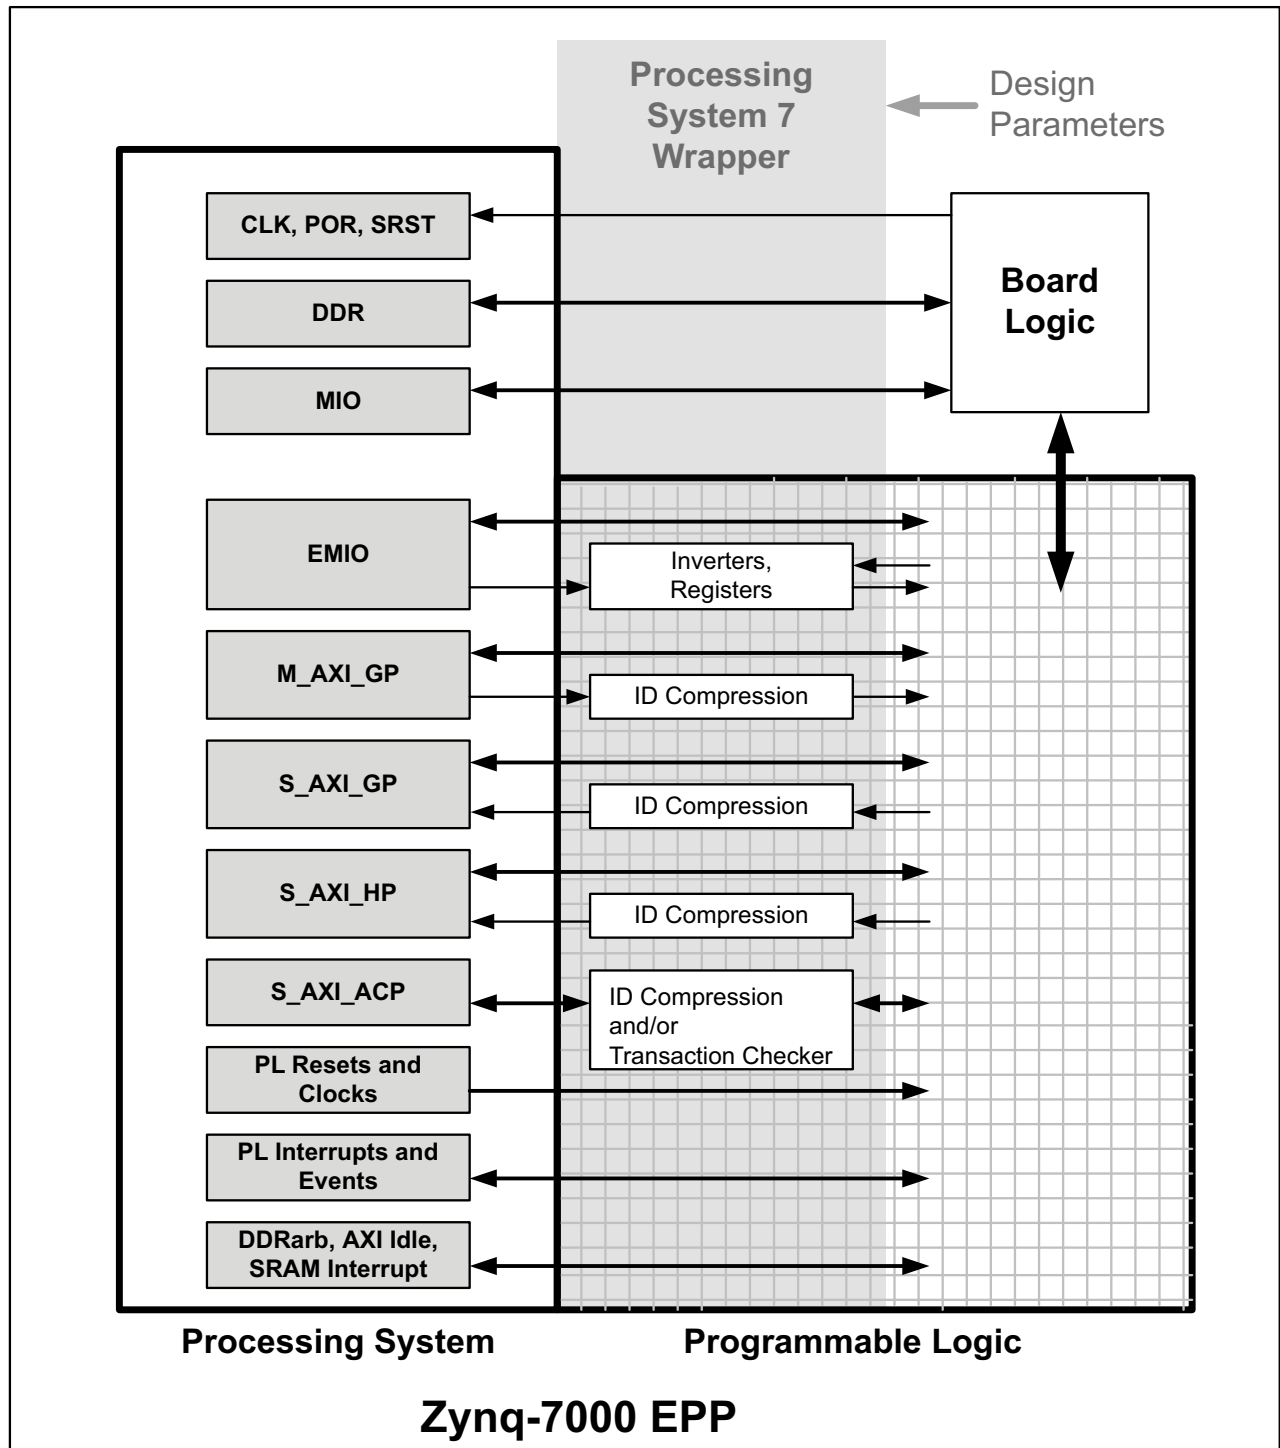 Processing
System 7
Wrapper
Design
Parameters
CLK, POR, SRST
DDR
MIO
Board
Logic
EMIO
Inverters,
Registers
M_AXI_GP
ID Compression
S_AXI_GP
ID Compression
S_AXI_HP
ID Compression
S_AXI_ACP
ID Compression
and/or
Transaction Checker
PL Resets and
Clocks
PL Interrupts and
Events
DDRarb, AXI Idle,
SRAM Interrupt
Processing System
Programmable Logic
Zynq-7000 EPP